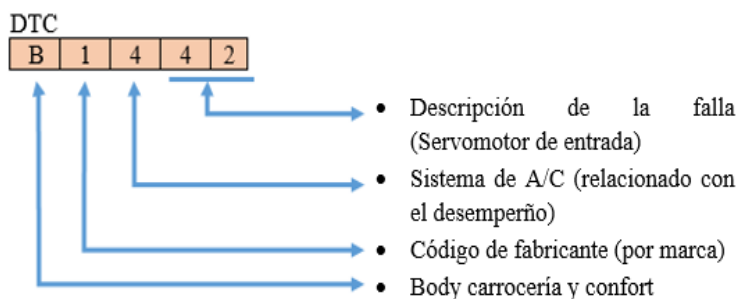 DTC
B 1 4 4 2
• Descripción de la falla
(Servomotor de entrada)
• Sistema de A/C (relacionado con
el desemperño)
• Código de fabricante (por marca)
• Body carrocería y confort